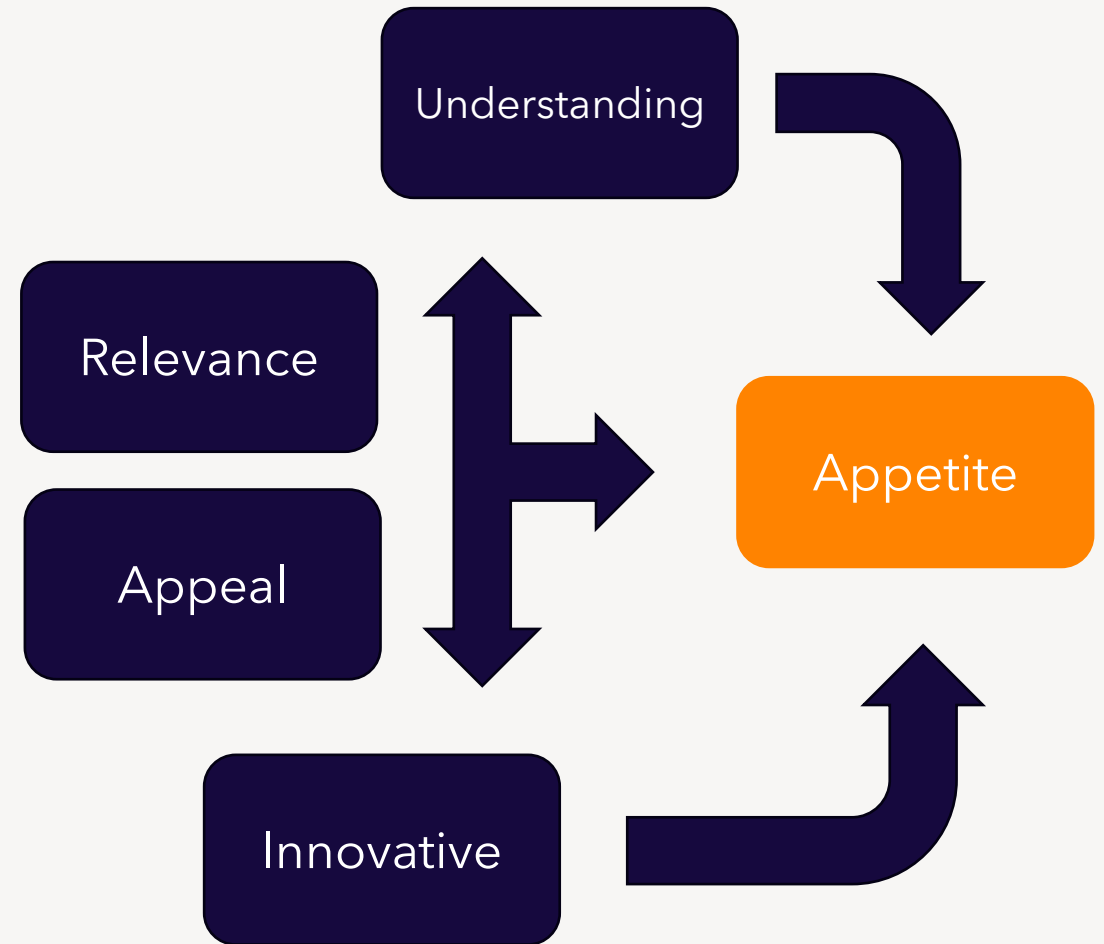 Understanding
Relevance
Appetite
Appeal
Innovative